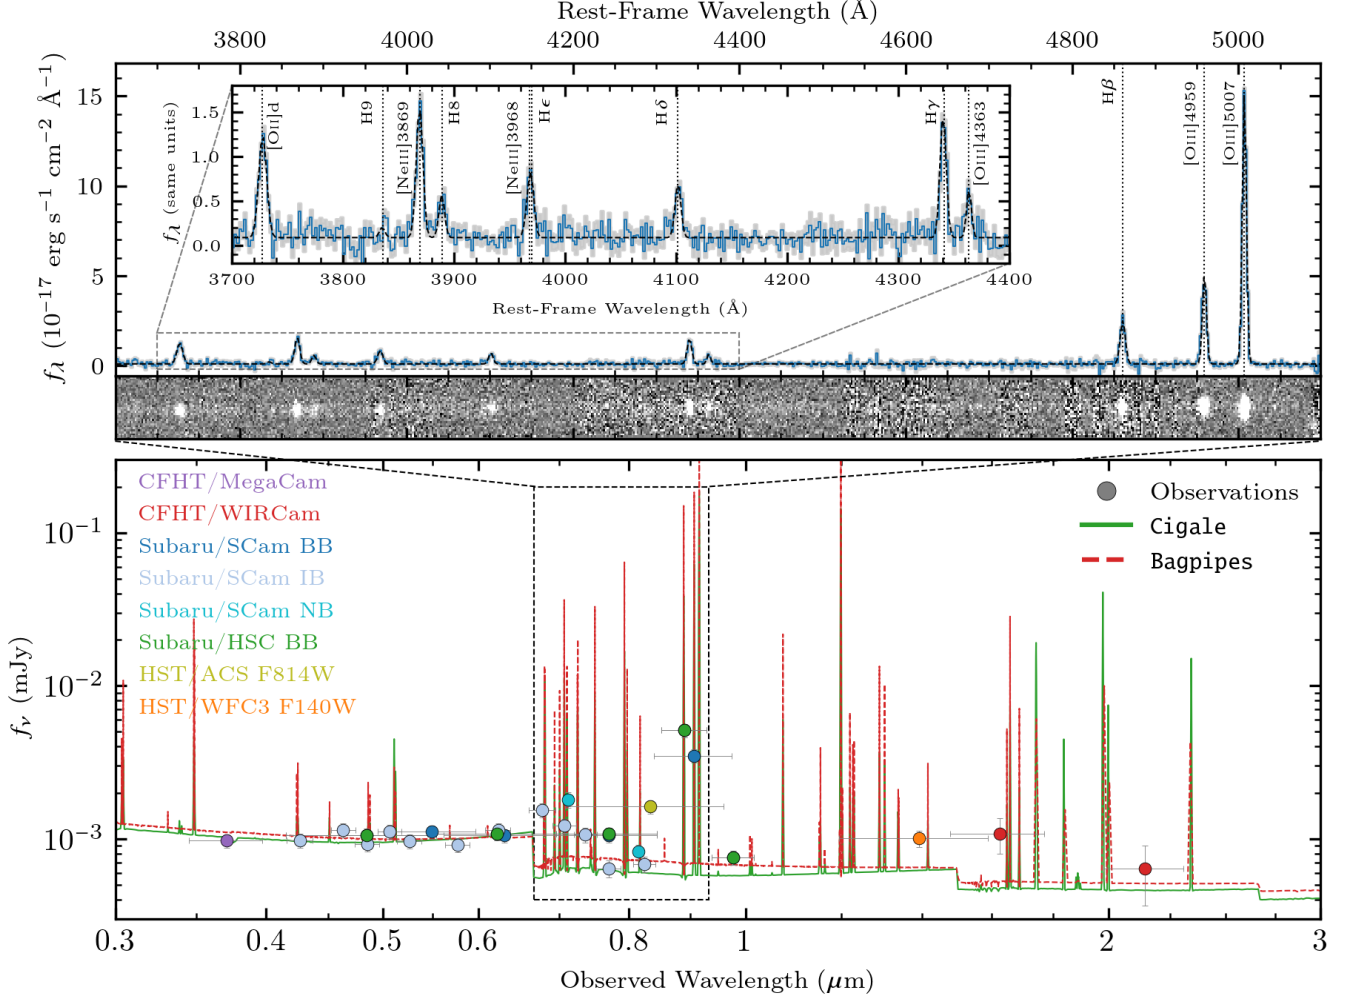 Rest-Frame Wavelength (Å)
3800 4000 4200 4400 4600 4800 5000
f_λ (10⁻¹⁷ erg s⁻¹ cm⁻² Å⁻¹)
15
10
5
0
f_λ (same units)
1.5
1.0
0.5
0.0
[OII]d
H9
[NeIII]3869
H8
[NeIII]3968
Hϵ
Hδ
Hγ
[OIII]4363
Hβ
[OIII]4959
[OIII]5007
3700 3800 3900 4000 4100 4200 4300 4400
Rest-Frame Wavelength (Å)
f_ν (mJy)
10⁻¹
10⁻²
10⁻³
CFHT/MegaCam
CFHT/WIRCam
Subaru/SCam BB
Subaru/SCam IB
Subaru/SCam NB
Subaru/HSC BB
HST/ACS F814W
HST/WFC3 F140W
Observations
Cigale
Bagpipes
0.3 0.4 0.5 0.6 0.8 1 2 3
Observed Wavelength (μm)